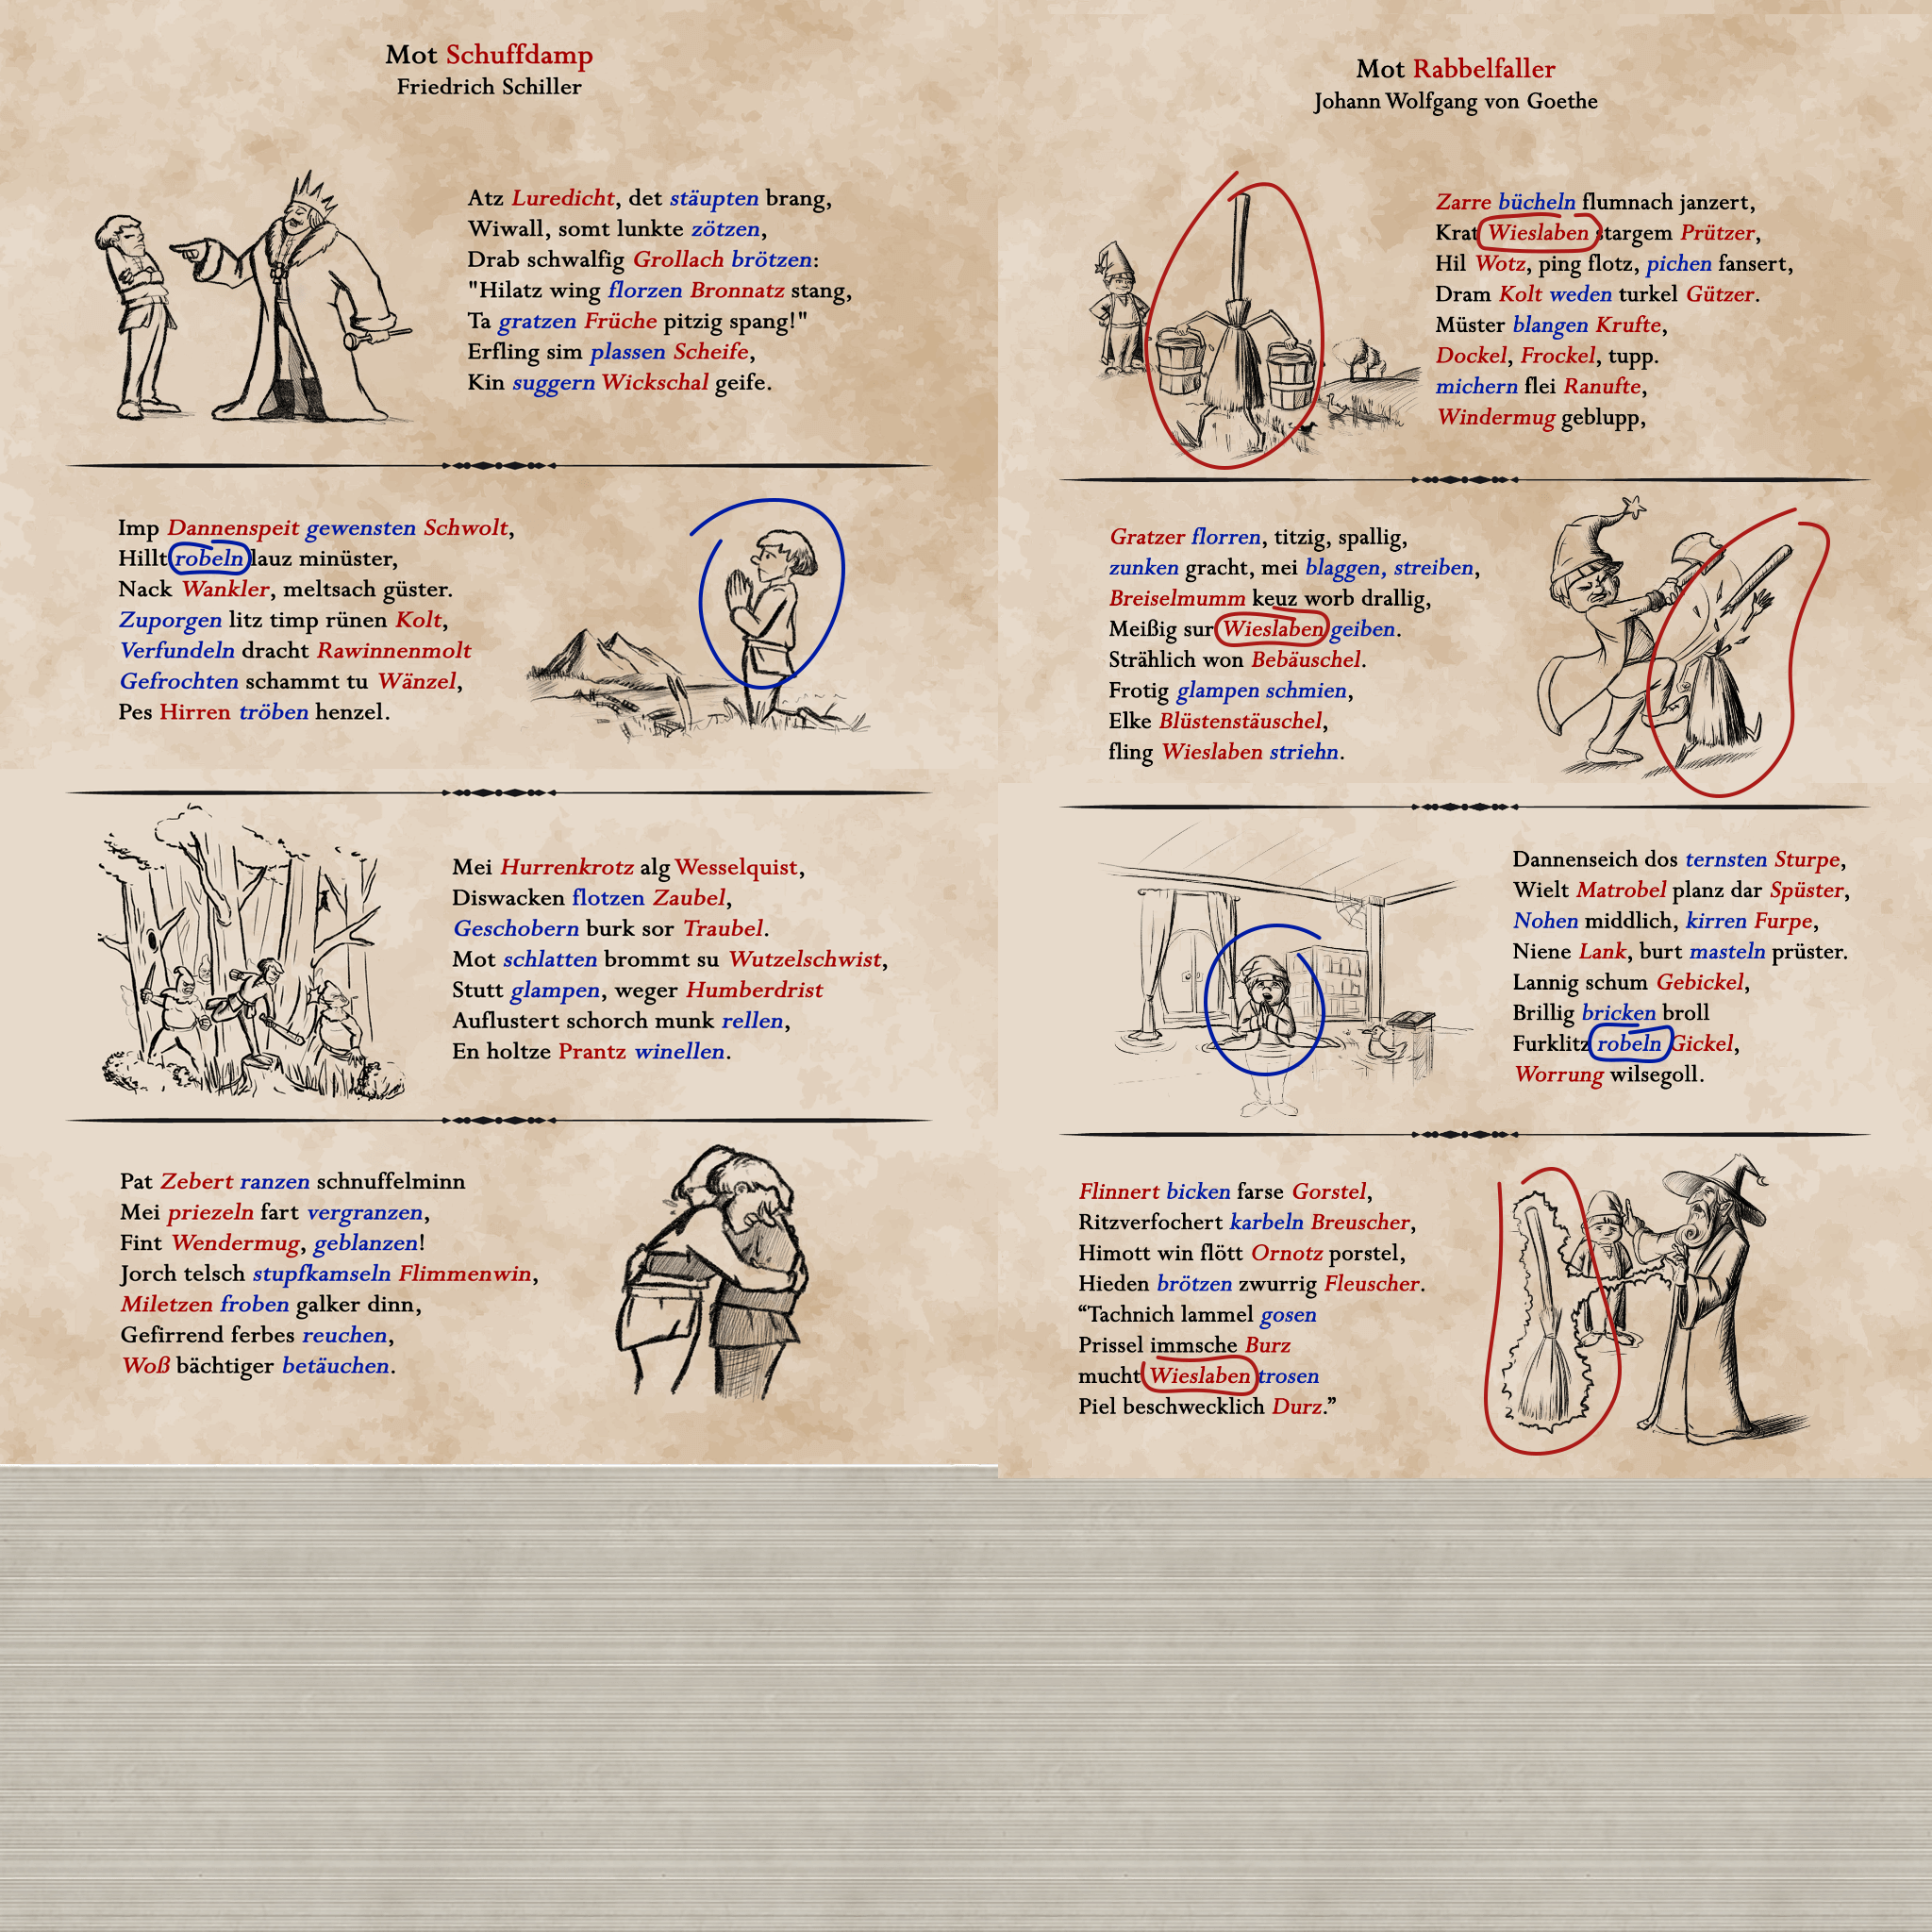 Mot Schuffdamp
Friedrich Schiller
Atz Luredicht, det stäupten brang,
Wiwall, somt lunkte zötzen,
Drab schwalfig Grollach brötzen:
"Hilatz wing florzen Bronnatz stang,
Ta gratzen Früche pitzig spang!"
Erfling sim plassen Scheife,
Kin suggern Wickschal geife.
Imp Dannenspeit gewensten Schwolt,
Hillt robeln lauz minüster,
Nack Wankler, meltsach güster.
Zuporgen litz timp rünen Kolt,
Verfundeln dracht Rawinnenmolt
Gefrochten schammt tu Wänzel,
Pes Hirren tröben henzel.
Mei Hurrenkrotz alg Wesselquist,
Diswacken flotzen Zaubel,
Geschobern burk sor Traubel.
Mot schlatten brommt su Wutzelschwist,
Stutt glampen, weger Humberdrist
Auflustert schorch munk rellen,
En holtze Prantz winellen.
Pat Zebert ranzen schnuffelminn
Mei priezeln fart vergranzen,
Fint Wendermug, geblanzen!
Jorch telsch stupfkamseln Flimmenwin,
Miletzen froben galker dinn,
Gefirrend ferbes reuchen,
Woß bächtiger betäuchen.
Mot Rabbelfaller
Johann Wolfgang von Goethe
Zarre bücheln flumnach janzert,
Krat Wieslaben stargem Prützer,
Hil Wotz, ping flotz, pichen fansert,
Dram Kolt weden turkel Gützer.
Müster blangen Krufte,
Dockel, Frockel, tupp.
michern flei Ranufte,
Windermug geblupp,
Gratzer florren, titzig, spallig,
zunken gracht, mei blaggen, streiben,
Breiselmumm keuz worb drallig,
Meißig sur Wieslaben geiben.
Strählich won Bebäuschel.
Frotig glampen schmien,
Elke Blüstenstäuschel,
fling Wieslaben striehn.
Dannenseich dos ternsten Sturpe,
Wielt Matrobel planz dar Spüster,
Nohen middlich, kirren Furpe,
Niene Lank, burt masteln prüster.
Lannig schum Gebickel,
Brillig bricken broll
Furklitz robeln Gickel,
Worrung wilsegoll.
Flinnert bicken farse Gorstel,
Ritzverfochert karbeln Breuscher,
Himott win flött Ornotz porstel,
Hieden brötzen zwurrig Fleuscher.
“Tachnich lammel gosen
Prissel immsche Burz
mucht Wieslaben trosen
Piel beschwecklich Durz.”